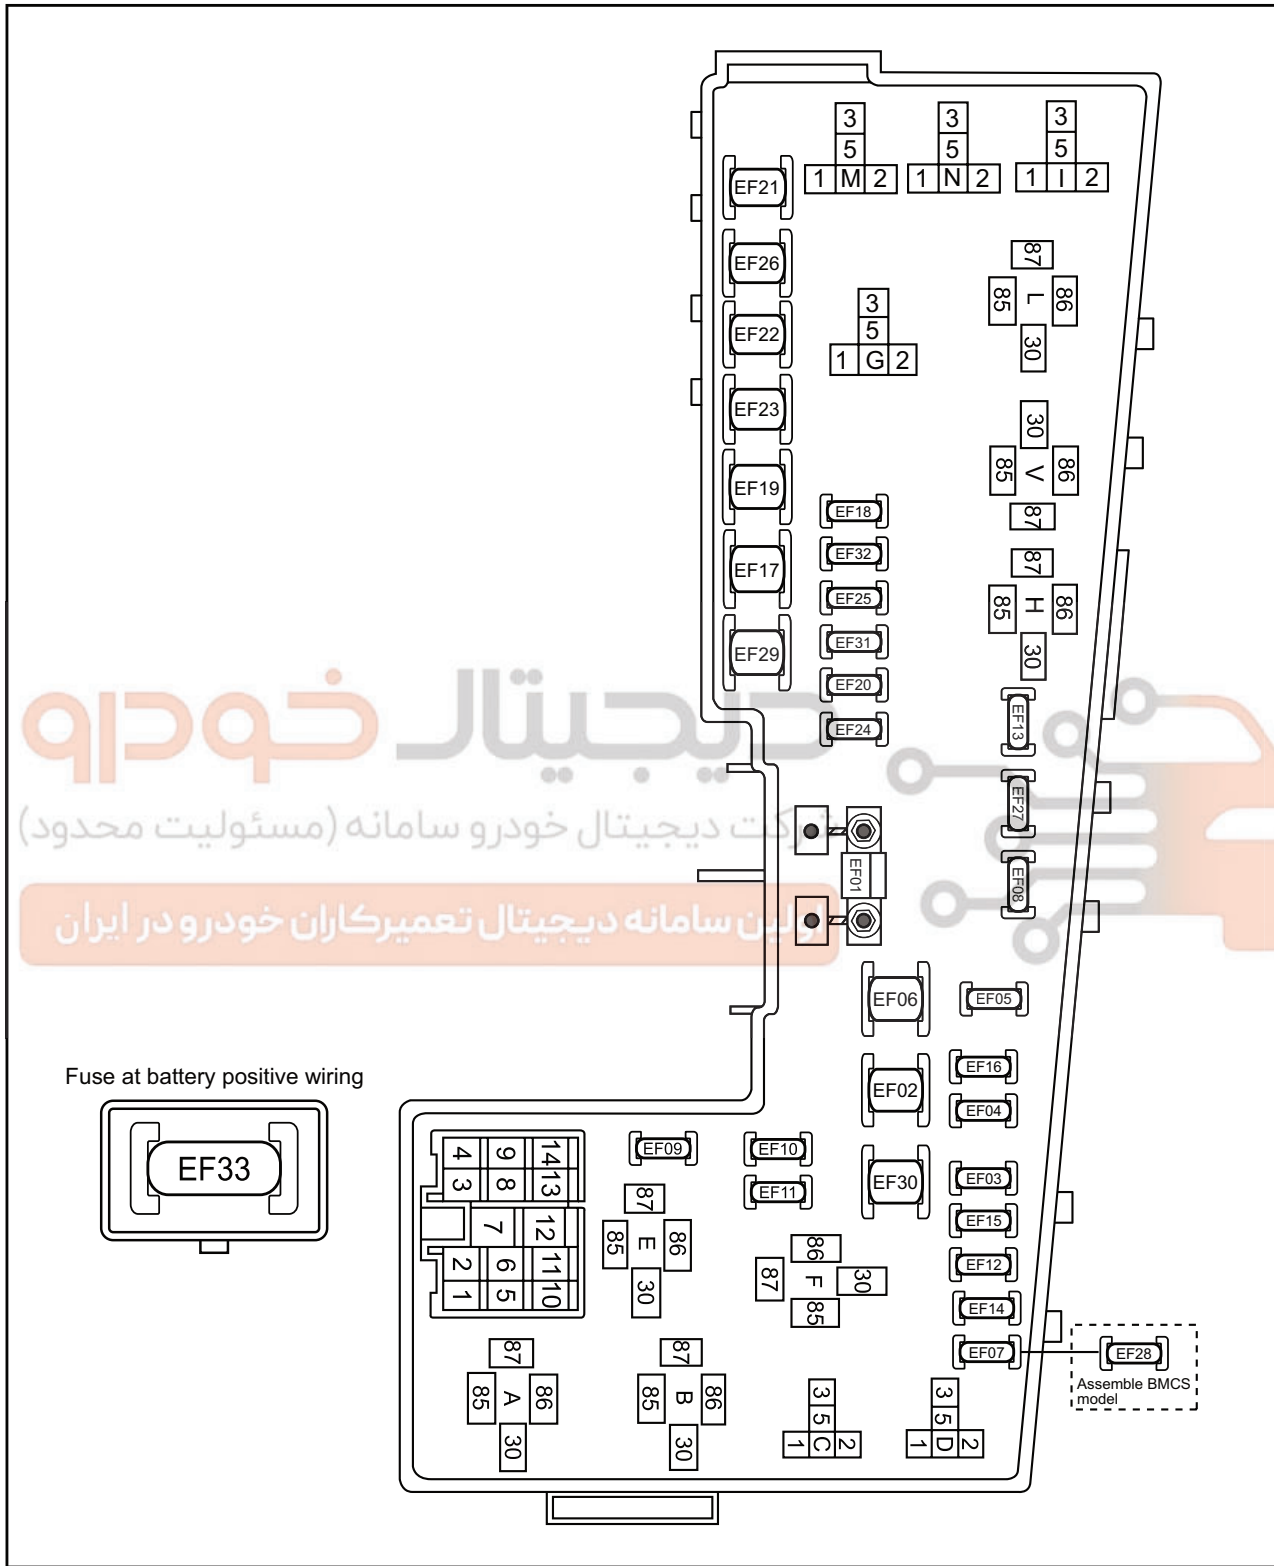 3
5
1 M 2
3
5
1 N 2
3
5
1 I 2
EF21
EF26
EF22
EF23
EF19
EF17
EF29
3
5
1 G 2
87
85 L 86
30
30
85 V 86
87
87
85 H 86
30
EF18
EF32
EF25
EF31
EF20
EF24
EF13
EF27
EF08
دیجیتال خودرو
شرکت دیجیتال خودرو سامانه (مسئولیت محدود)
اولین سامانه دیجیتال تعمیرکاران خودرو در ایران
EF01
EF06
EF05
EF02
EF16
EF04
EF30
EF03
EF15
EF12
EF14
EF07
EF28
Assemble BMCS
model
Fuse at battery positive wiring
EF33
4 9 14
3 8 13
7 12
2 6 11
1 5 10
EF09
EF10
EF11
87
85 E 86
30
86
87 F 30
85
87
85 A 86
30
87
85 B 86
30
3
5
1 C 2
3
5
1 D 2